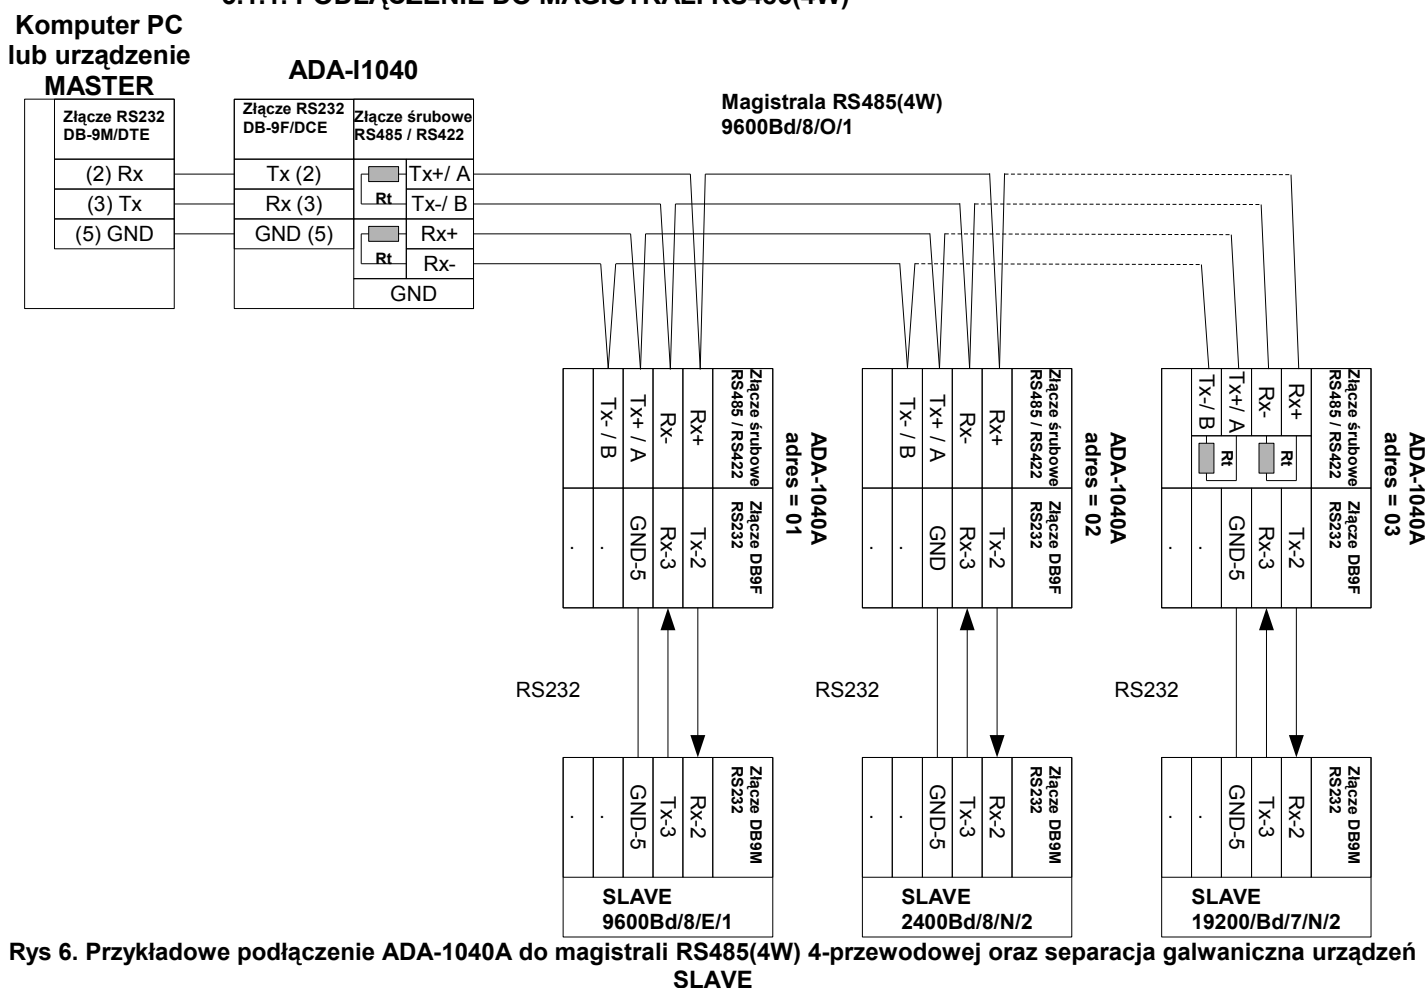 Komputer PC
lub urządzenie
MASTER
ADA-I1040
Złącze RS232
DB-9M/DTE
(2) Rx
(3) Tx
(5) GND
Złącze RS232
DB-9F/DCE
Tx (2)
Rx (3)
GND (5)
Złącze śrubowe
RS485 / RS422
Rt
Tx+/ A
Tx-/ B
Rt
Rx+
Rx-
GND
Magistrala RS485(4W)
9600Bd/8/O/1
Tx- / B
Tx+ / A
Rx-
Rx+
Złącze śrubowe
RS485 / RS422
. . GND-5
Rx-3
Tx-2
Złącze DB9F
RS232
ADA-1040A
adres = 01
Tx- / B
Tx+ / A
Rx-
Rx+
Złącze śrubowe
RS485 / RS422
. . GND
Rx-3
Tx-2
Złącze DB9F
RS232
ADA-1040A
adres = 02
Tx-/ B
Tx+/ A
Rx-
Rx+
Rt
Rt
Złącze śrubowe
RS485 / RS422
. . GND-5
Rx-3
Tx-2
Złącze DB9F
RS232
ADA-1040A
adres = 03
RS232
RS232
RS232
. . GND-5
Tx-3
Rx-2
Złącze DB9M
RS232
SLAVE
9600Bd/8/E/1
. . GND-5
Tx-3
Rx-2
Złącze DB9M
RS232
SLAVE
2400Bd/8/N/2
. . GND-5
Tx-3
Rx-2
Złącze DB9M
RS232
SLAVE
19200/Bd/7/N/2
Rys 6. Przykładowe podłączenie ADA-1040A do magistrali RS485(4W) 4-przewodowej oraz separacja galwaniczna urządzeń
SLAVE